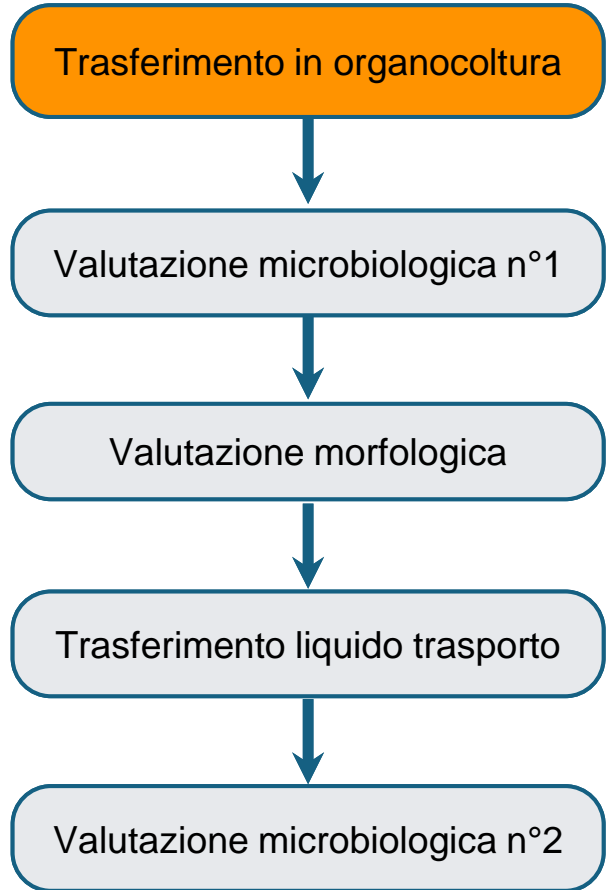 Trasferimento in organocoltura
Valutazione microbiologica n°1
Valutazione morfologica
Trasferimento liquido trasporto
Valutazione microbiologica n°2